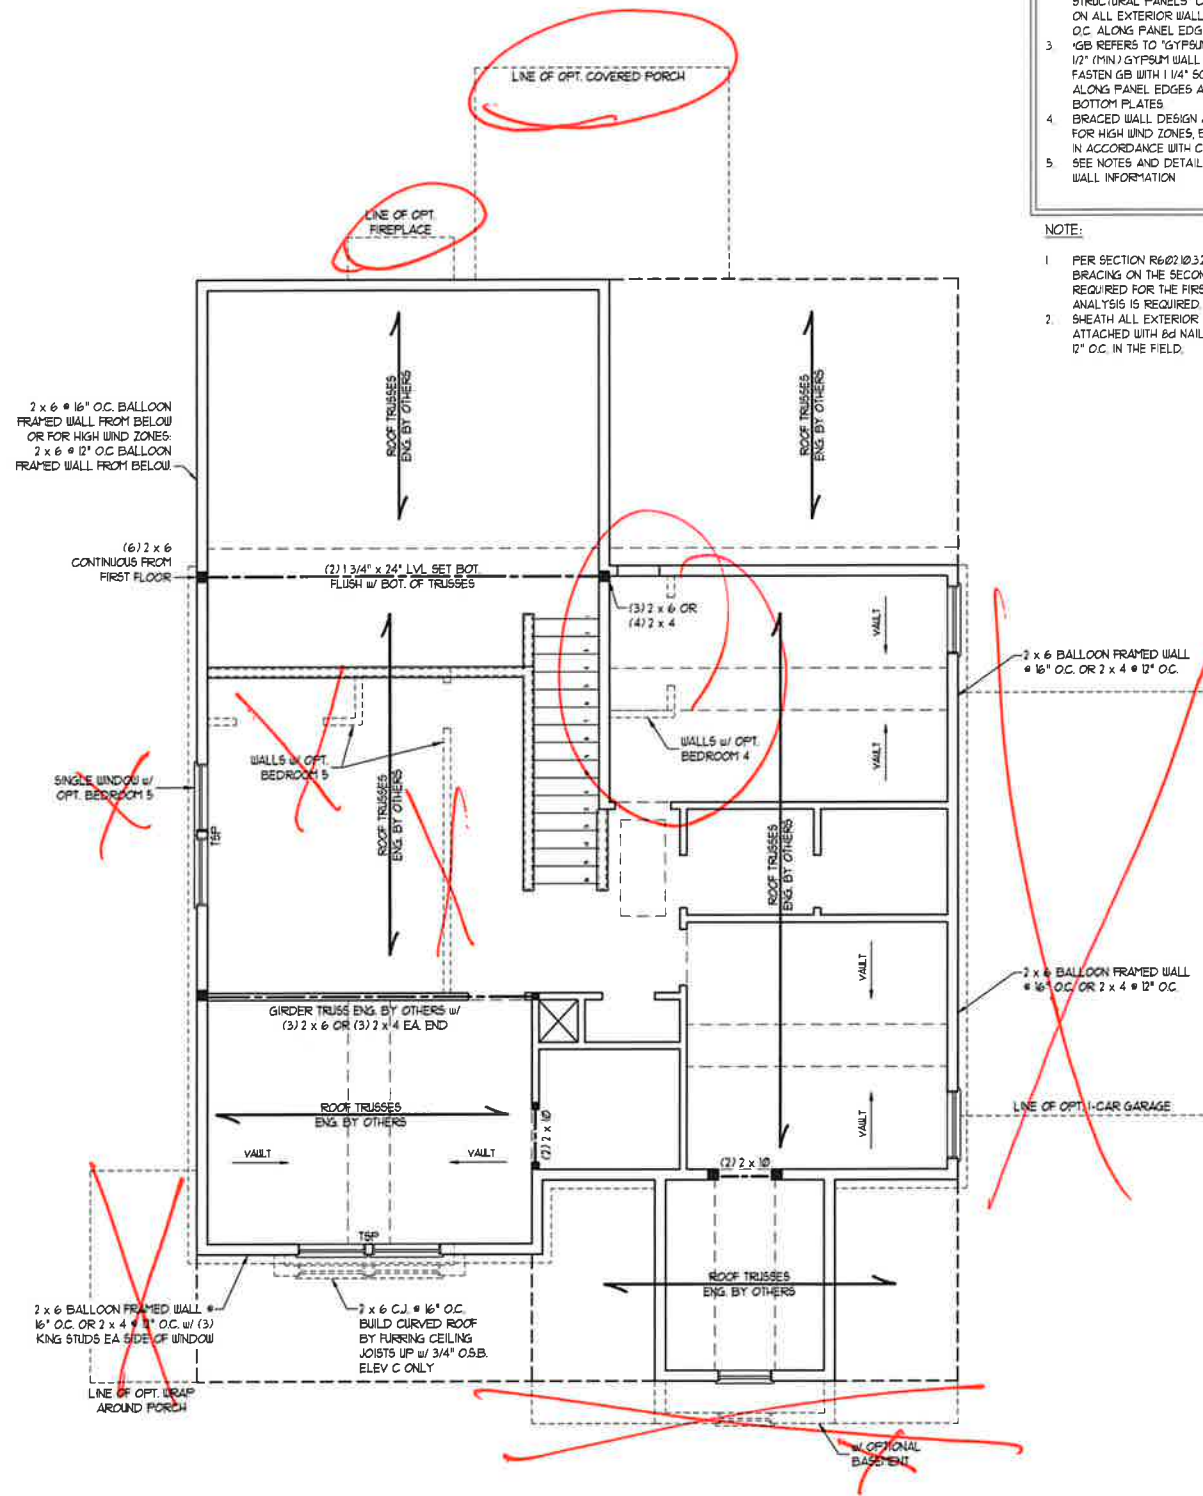 STRUCTURAL PANELS"
ON ALL EXTERIOR WALL
O.C. ALONG PANEL EDG
3. "GB REFERS TO "GYPSUM
1/2" (MIN) GYPSUM WALL
FASTEN GB WITH 1 1/4" SC
ALONG PANEL EDGES A
BOTTOM PLATES
4. BRACED WALL DESIGN
FOR HIGH WIND ZONES, E
IN ACCORDANCE WITH C
5. SEE NOTES AND DETAIL
WALL INFORMATION
NOTE:
1 PER SECTION R602.10.32
BRACING ON THE SECON
REQUIRED FOR THE FIRS
ANALYSIS IS REQUIRED.
2. SHEATH ALL EXTERIOR
ATTACHED WITH 8d NAIL
12" O.C. IN THE FIELD.
LINE OF OPT. COVERED PORCH
LINE OF OPT.
FIREPLACE
ROOF TRUSSES
ENG. BY OTHERS
ROOF TRUSSES
ENG. BY OTHERS
2 x 6 @ 16" O.C. BALLOON
FRAMED WALL FROM BELOW
OR FOR HIGH WIND ZONES:
2 x 6 @ 12" O.C BALLOON
FRAMED WALL FROM BELOW.
(6) 2 x 6
CONTINUOUS FROM
FIRST FLOOR
(2) 1 3/4" x 24" LVL SET BOT.
FLUSH w/ BOT. OF TRUSSES
(3) 2 x 6 OR
(4) 2 x 4
VAULT
2 x 6 BALLOON FRAMED WALL
@ 16" O.C. OR 2 x 4 @ 12" O.C.
WALLS w/ OPT.
BEDROOM 4
VAULT
WALLS w/ OPT.
BEDROOM 5
SINGLE WINDOW w/
OPT. BEDROOM 5
TSP
ROOF TRUSSES
ENG. BY OTHERS
ROOF TRUSSES
ENG. BY OTHERS
2 x 6 BALLOON FRAMED WALL
@ 16" O.C. OR 2 x 4 @ 12" O.C.
VAULT
GIRDER TRUSS ENG. BY OTHERS w/
(3) 2 x 6 OR (3) 2 x 4 EA. END
ROOF TRUSSES
ENG. BY OTHERS
VAULT
VAULT
(2) 2 x 10
VAULT
LINE OF OPT. 1-CAR GARAGE
(2) 2 x 10
TSP
ROOF TRUSSES
ENG. BY OTHERS
2 x 6 BALLOON FRAMED WALL @
16" O.C. OR 2 x 4 @ 12" O.C. w/ (3)
KING STUDS EA SIDE OF WINDOW
2 x 6 C.J. @ 16" O.C.
BUILD CURVED ROOF
BY FURRING CEILING
JOISTS UP w/ 3/4" O.S.B.
ELEV C ONLY
LINE OF OPT. WRAP
AROUND PORCH
w/ OPTIONAL
BASEMENT